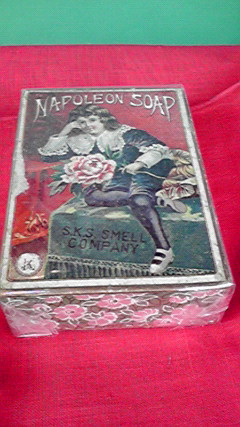 NAPOLEON SOAP
S.K.S. SMELL
COMPANY
K